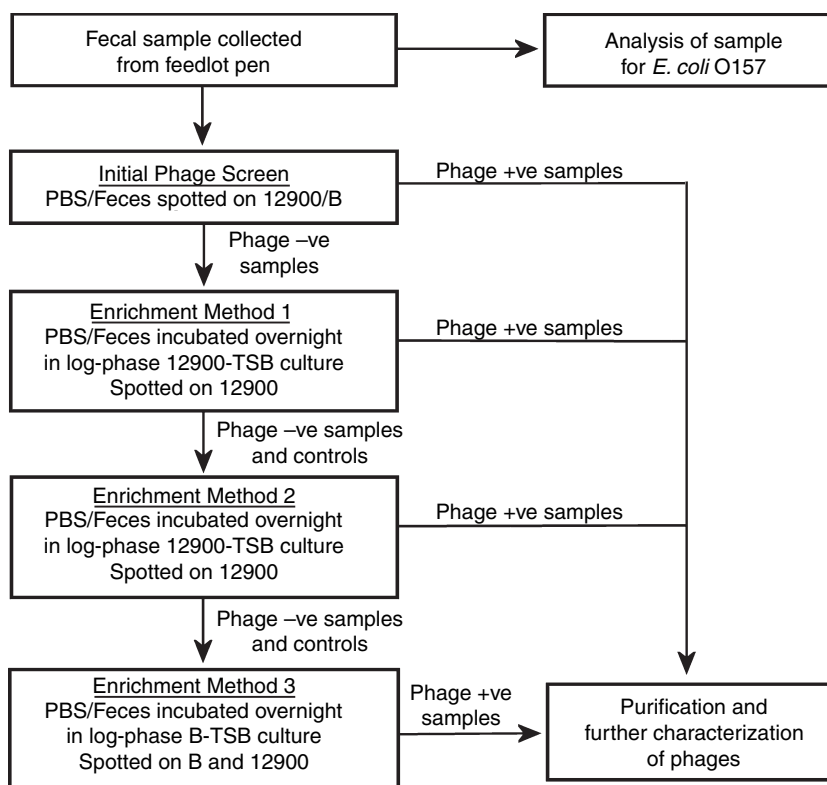 Fecal sample collected
from feedlot pen
Analysis of sample
for E. coli O157
Initial Phage Screen
PBS/Feces spotted on 12900/B
Phage +ve samples
Phage –ve
samples
Enrichment Method 1
PBS/Feces incubated overnight
in log-phase 12900-TSB culture
Spotted on 12900
Phage +ve samples
Phage –ve samples
and controls
Enrichment Method 2
PBS/Feces incubated overnight
in log-phase 12900-TSB culture
Spotted on 12900
Phage +ve samples
Phage –ve samples
and controls
Enrichment Method 3
PBS/Feces incubated overnight
in log-phase B-TSB culture
Spotted on B and 12900
Phage +ve
samples
Purification and
further characterization
of phages